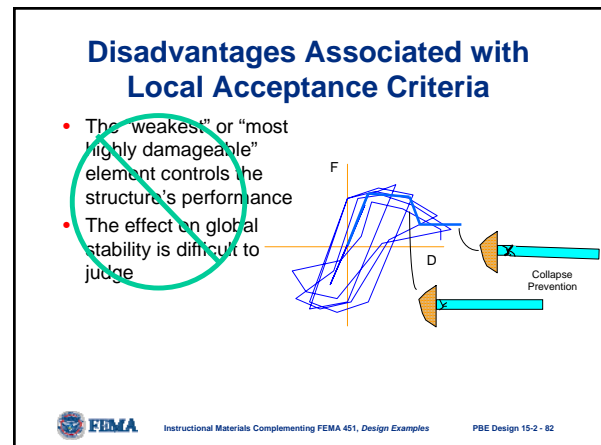 Disadvantages Associated with
Local Acceptance Criteria
• The “weakest” or “most
highly damageable”
element controls the
structure’s performance
• The effect on global
stability is difficult to
judge
F
D
Collapse
Prevention
FEMA
Instructional Materials Complementing FEMA 451, Design Examples
PBE Design 15-2 - 82